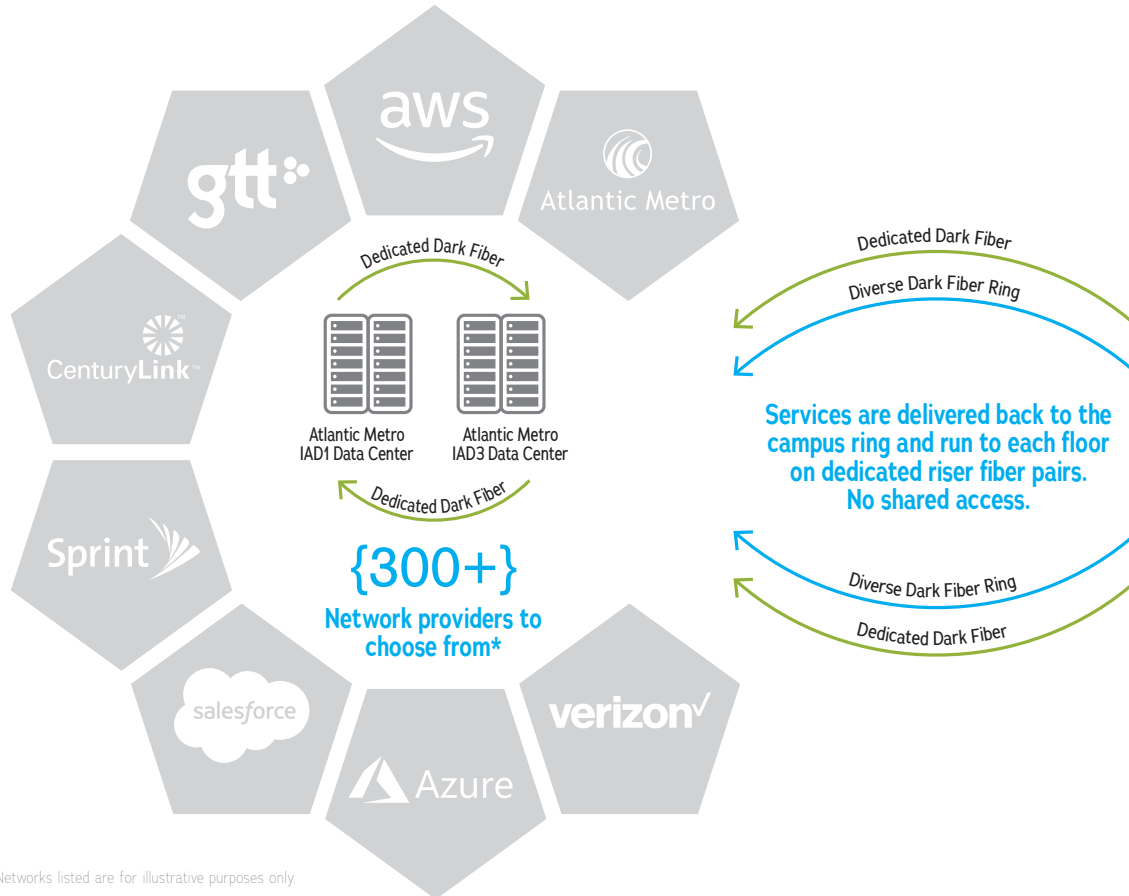 aws
gtt
Atlantic Metro
Dedicated Dark Fiber
CenturyLink™
Atlantic Metro
IAD1 Data Center
Atlantic Metro
IAD3 Data Center
Dedicated Dark Fiber
Sprint
{300+}
Network providers to
choose from*
salesforce
Azure
verizon✓
Dedicated Dark Fiber
Diverse Dark Fiber Ring
Services are delivered back to the
campus ring and run to each floor
on dedicated riser fiber pairs.
No shared access.
Diverse Dark Fiber Ring
Dedicated Dark Fiber
Networks listed are for illustrative purposes only.